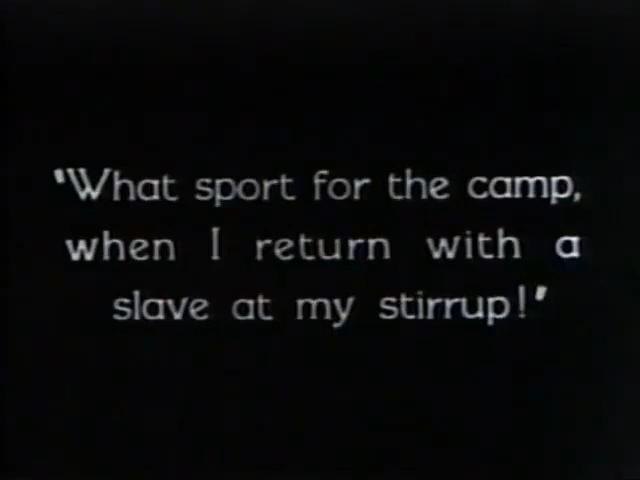 "What sport for the camp,
when I return with a
slave at my stirrup!"